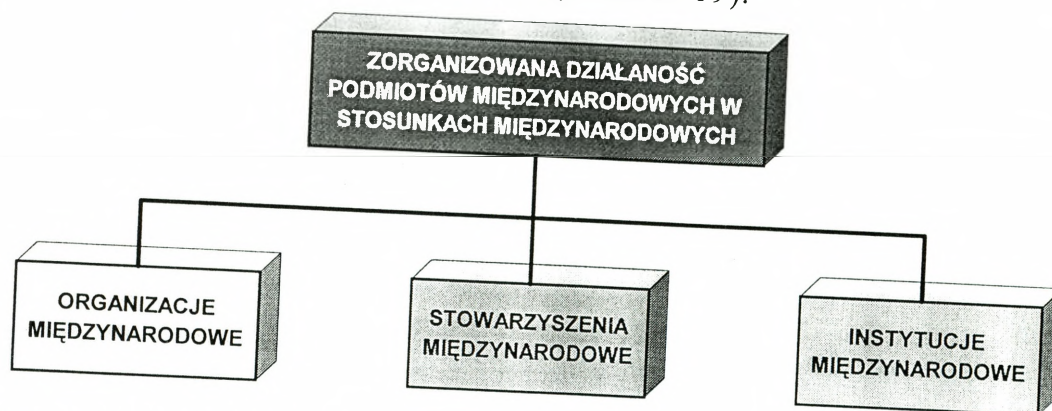 ZORGANIZOWANA DZIAŁANOŚĆ
PODMIOTÓW MIĘDZYNARODOWYCH W
STOSUNKACH MIĘDZYNARODOWYCH
ORGANIZACJE
MIĘDZYNARODOWE
STOWARZYSZENIA
MIĘDZYNARODOWE
INSTYTUCJE
MIĘDZYNARODOWE